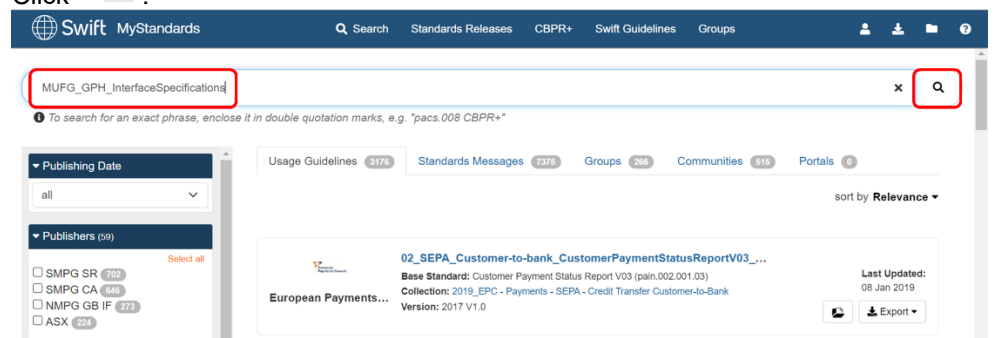 Click .
Swift MyStandards Search Standards Releases CBPR+ Swift Guidelines Groups
MUFG_GPH_InterfaceSpecifications
To search for an exact phrase, enclose it in double quotation marks, e.g. "pacs.008 CBPR+"
Publishing Date
all
Publishers (59)
Select all
SMPG SR 702
SMPG CA 646
NMPG GB IF 273
ASX 224
Usage Guidelines 3175 Standards Messages 7375 Groups 266 Communities 515 Portals 0
sort by Relevance
European Payments Council
European Payments...
02_SEPA_Customer-to-bank_CustomerPaymentStatusReportV03_...
Base Standard: Customer Payment Status Report V03 (pain.002.001.03)
Collection: 2019_EPC - Payments - SEPA - Credit Transfer Customer-to-Bank
Version: 2017 V1.0
Last Updated:
08 Jan 2019
Export